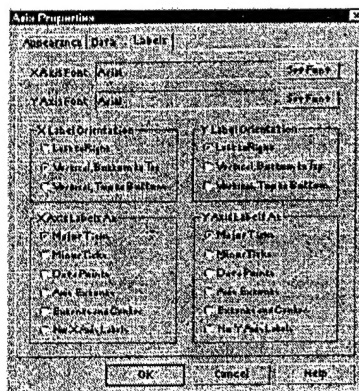 Axis Properties
Appearance Data Labels
X Axis Font: Arial Set Font
Y Axis Font: Arial Set Font
X Label Orientation Y Label Orientation
Left to Right Left to Right
Vertical, Bottom to Top Vertical, Bottom to Top
Vertical, Top to Bottom Vertical, Top to Bottom
X Axis Labels At Y Axis Labels At
Major Ticks Major Ticks
Minor Ticks Minor Ticks
Data Points Data Points
Axis Extents Axis Extents
Extents and Center Extents and Center
No X Axis Labels No Y Axis Labels
OK Cancel Help